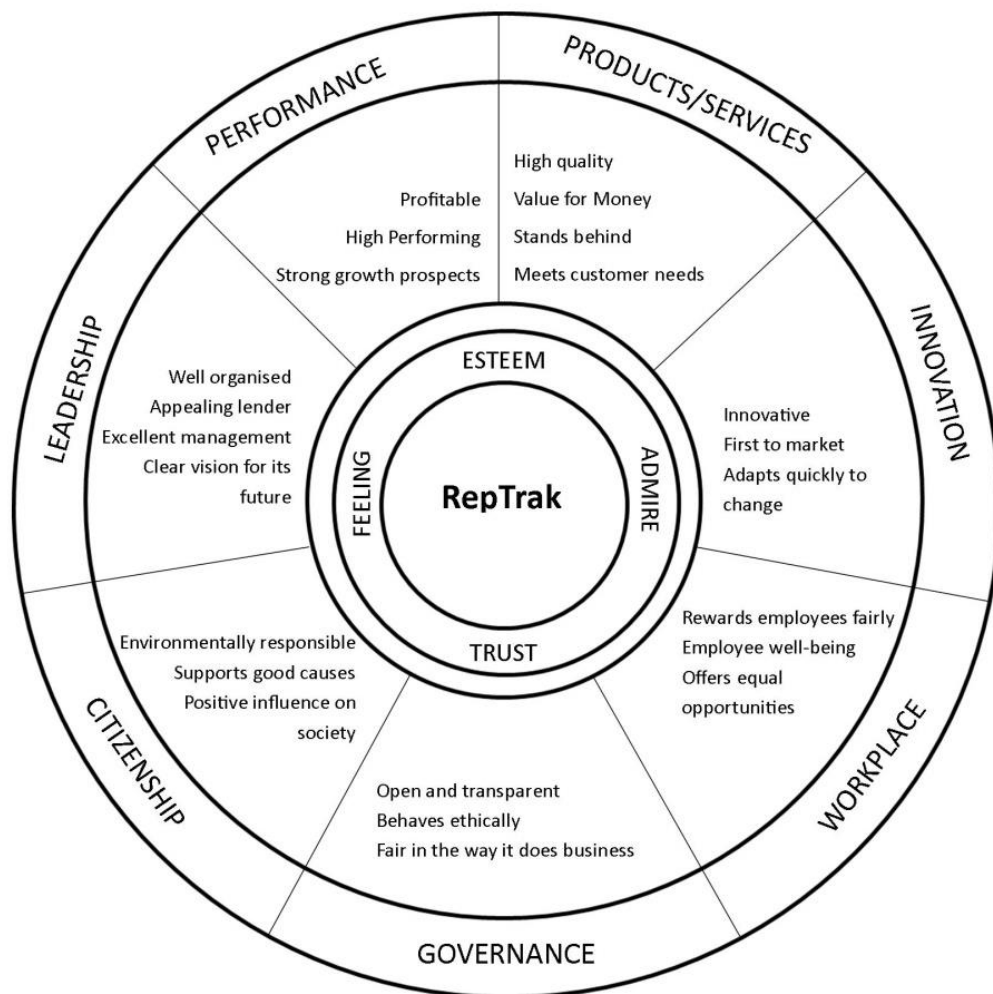 PERFORMANCE
PRODUCTS/SERVICES
INNOVATION
WORKPLACE
GOVERNANCE
CITIZENSHIP
LEADERSHIP
Profitable
High Performing
Strong growth prospects
High quality
Value for Money
Stands behind
Meets customer needs
Innovative
First to market
Adapts quickly to
change
Rewards employees fairly
Employee well-being
Offers equal
opportunities
Open and transparent
Behaves ethically
Fair in the way it does business
Environmentally responsible
Supports good causes
Positive influence on
society
Well organised
Appealing lender
Excellent management
Clear vision for its
future
ESTEEM
ADMIRE
TRUST
FEELING
RepTrak